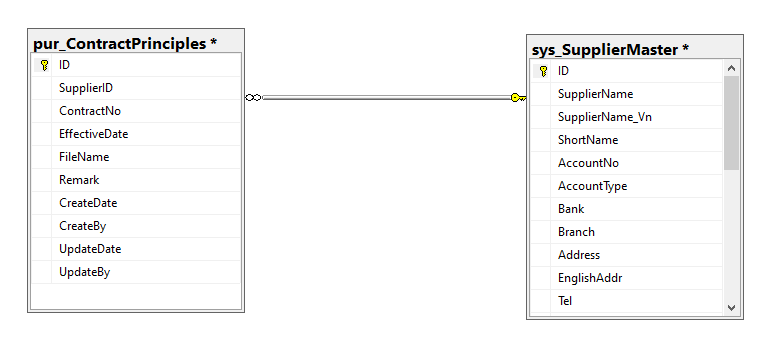 pur_ContractPrinciples *
ID
SupplierID
ContractNo
EffectiveDate
FileName
Remark
CreateDate
CreateBy
UpdateDate
UpdateBy
sys_SupplierMaster *
ID
SupplierName
SupplierName_Vn
ShortName
AccountNo
AccountType
Bank
Branch
Address
EnglishAddr
Tel